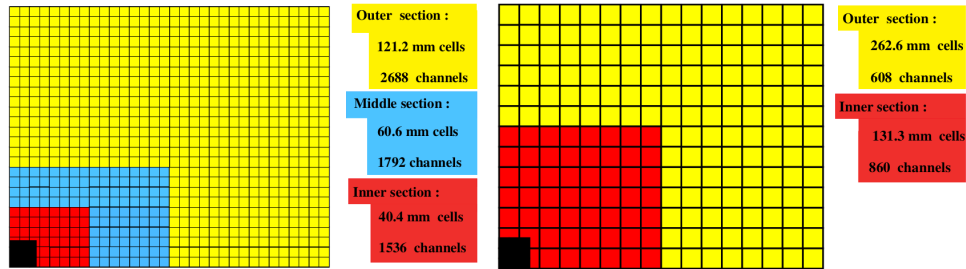 Outer section :
121.2 mm cells
2688 channels
Middle section :
60.6 mm cells
1792 channels
Inner section :
40.4 mm cells
1536 channels
Outer section :
262.6 mm cells
608 channels
Inner section :
131.3 mm cells
860 channels